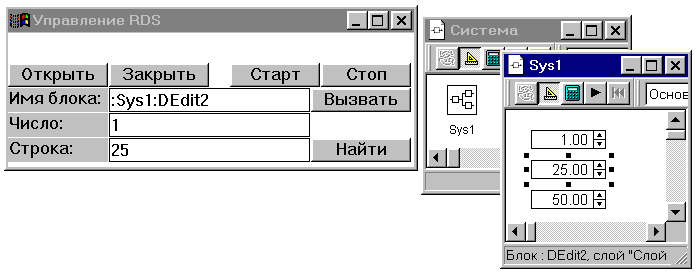 Управление RDS
Открыть Закрыть Старт Стоп
Имя блока: :Sys1:DEdit2 Вызвать
Число: 1
Строка: 25 Найти
Система
Sys1
Sys1
Основ
1.00
25.00
50.00
Блок : DEdit2, слой "Слой